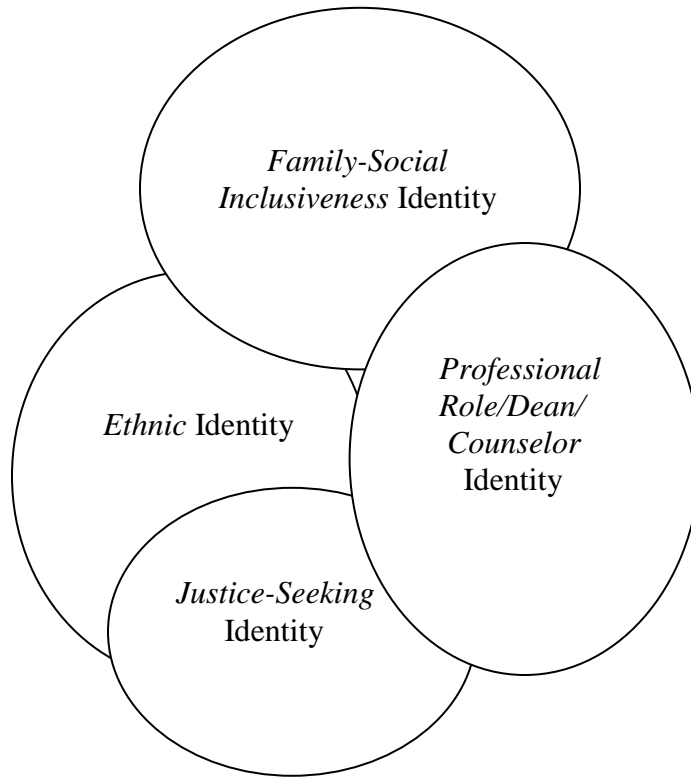 Family-Social
Inclusiveness Identity
Professional
Role/Dean/
Counselor
Identity
Ethnic Identity
Justice-Seeking
Identity